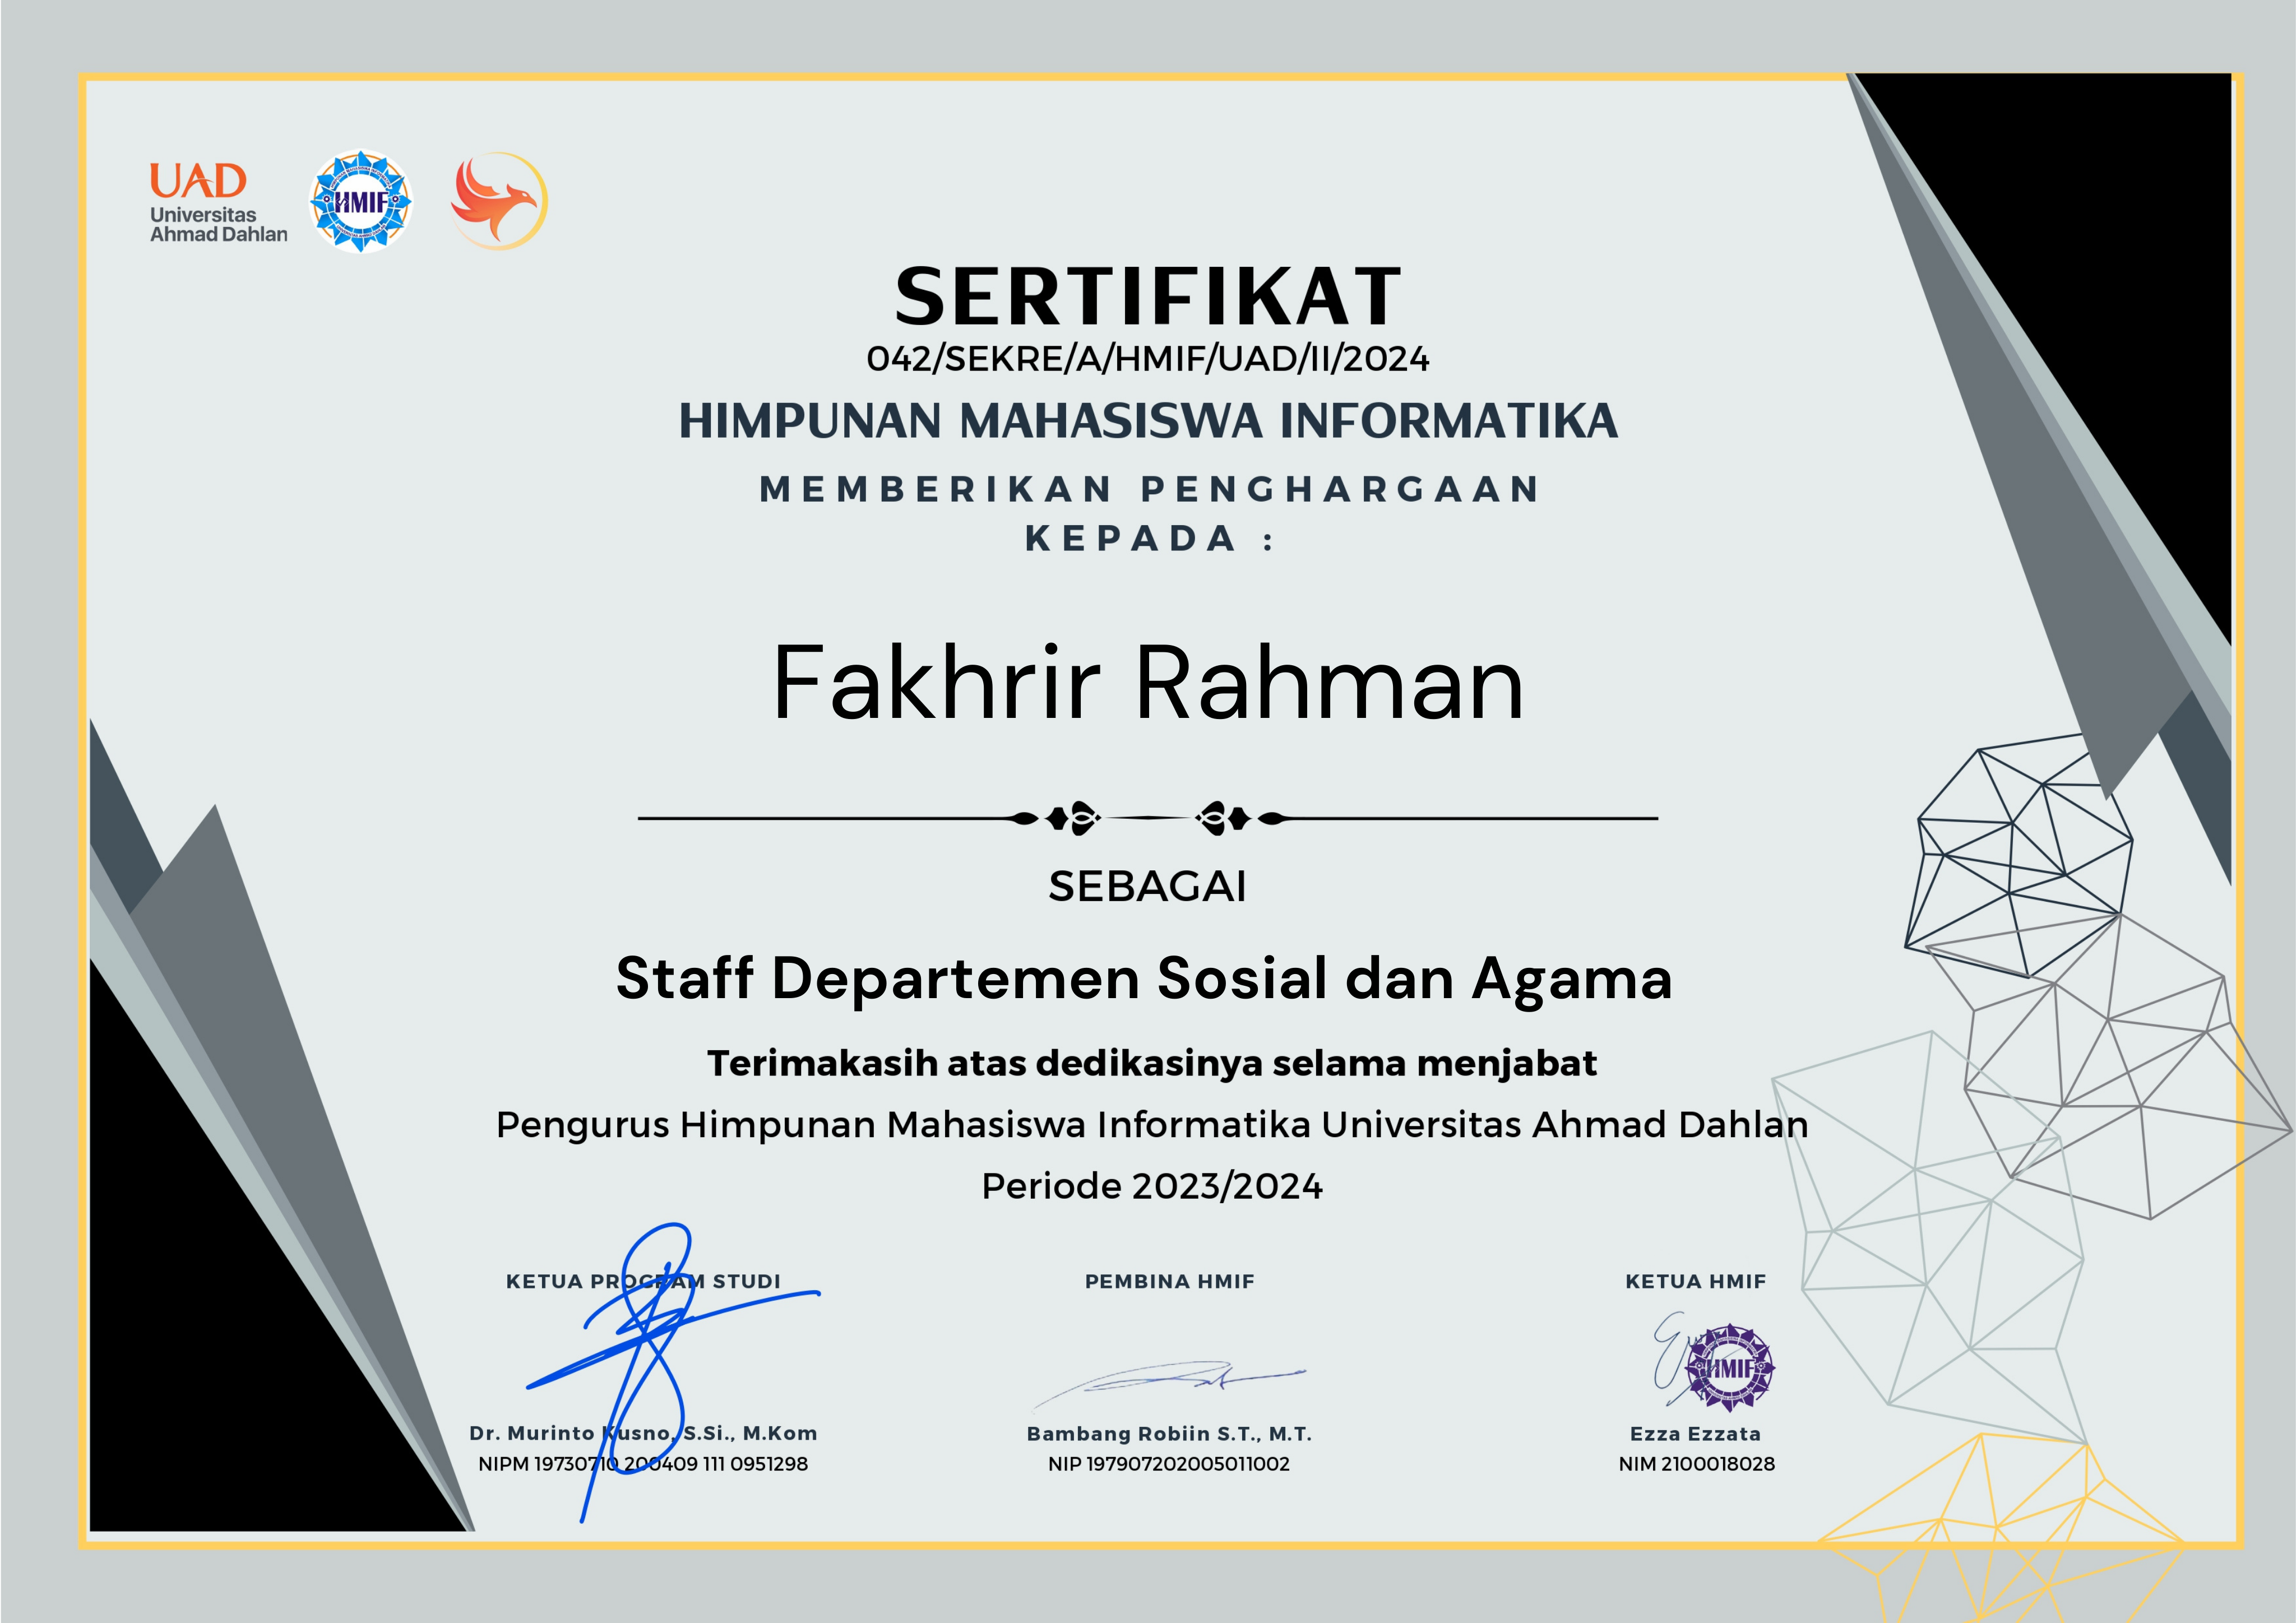 UAD
Universitas
Ahmad Dahlan
HMIF
SERTIFIKAT
042/SEKRE/A/HMIF/UAD/II/2024
HIMPUNAN MAHASISWA INFORMATIKA
MEMBERIKAN PENGHARGAAN
KEPADA :
Fakhrir Rahman
SEBAGAI
Staff Departemen Sosial dan Agama
Terimakasih atas dedikasinya selama menjabat
Pengurus Himpunan Mahasiswa Informatika Universitas Ahmad Dahlan
Periode 2023/2024
KETUA PROGRAM STUDI
Dr. Murinto Kusno, S.Si., M.Kom
NIPM 19730710 200409 111 0951298
PEMBINA HMIF
Bambang Robiin S.T., M.T.
NIP 197907202005011002
KETUA HMIF
HMIF
Ezza Ezzata
NIM 2100018028